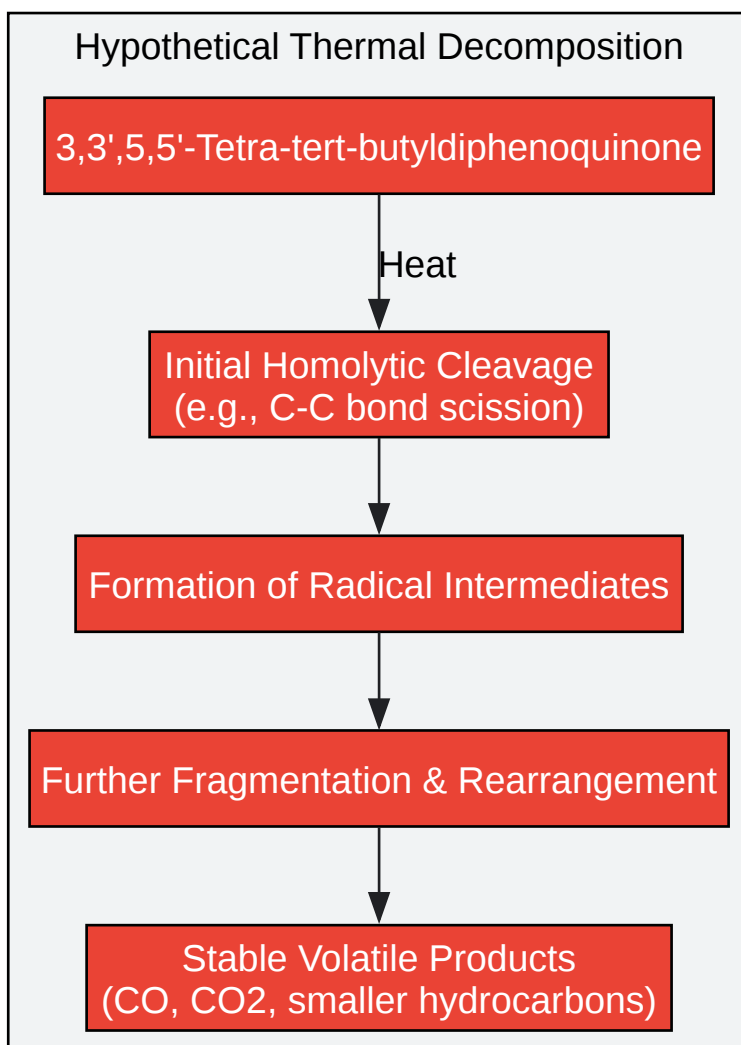 Hypothetical Thermal Decomposition
3,3',5,5'-Tetra-tert-butyldiphenoquinone
Heat
Initial Homolytic Cleavage
(e.g., C-C bond scission)
Formation of Radical Intermediates
Further Fragmentation & Rearrangement
Stable Volatile Products
(CO, CO2, smaller hydrocarbons)